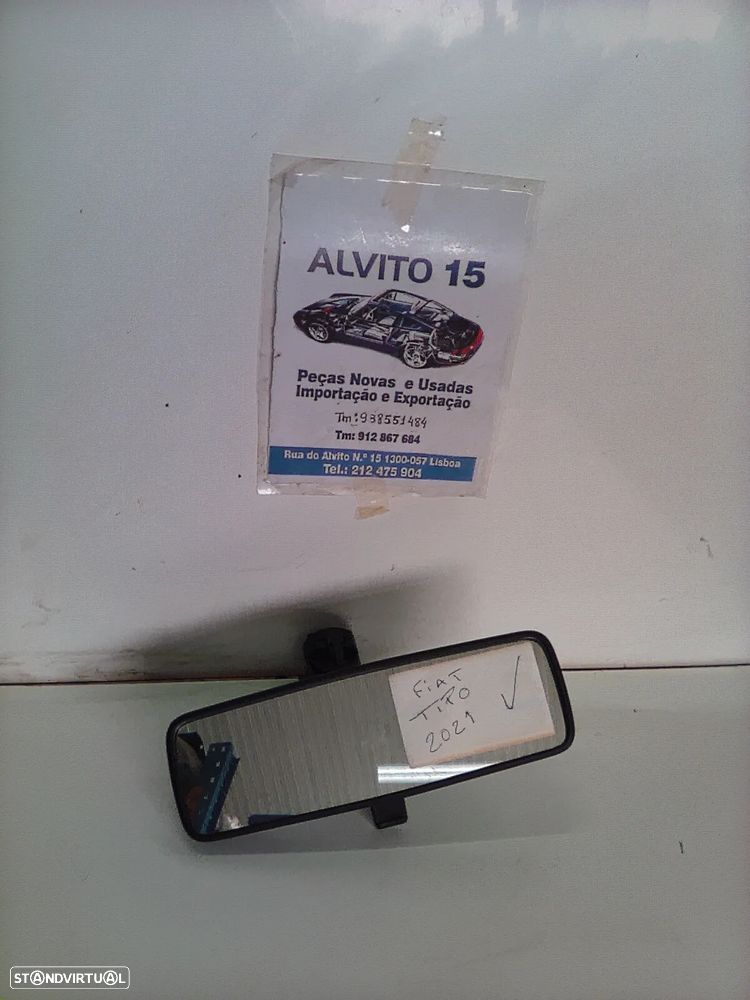 ALVITO 15
Peças Novas e Usadas
Importação e Exportação
Tm: 938551484
Tm: 912 867 684
Rua do Alvito N.º 15 1300-057 Lisboa
Tel.: 212 475 904
FIAT
TIPO
2021
STANDVIRTUAL